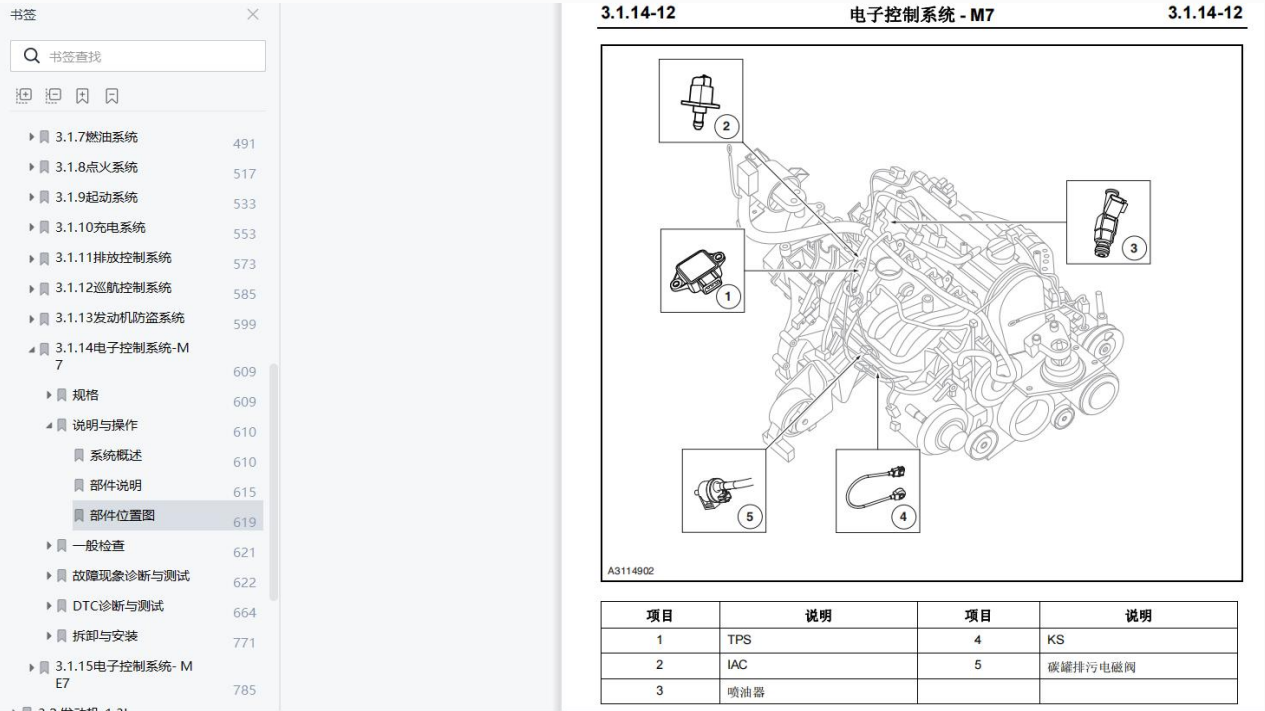 书签
书签查找
3.1.7燃油系统 491
3.1.8点火系统 517
3.1.9起动系统 533
3.1.10充电系统 553
3.1.11排放控制系统 573
3.1.12巡航控制系统 585
3.1.13发动机防盗系统 599
3.1.14电子控制系统-M
7 609
规格 609
说明与操作 610
系统概述 610
部件说明 615
部件位置图 619
一般检查 621
故障现象诊断与测试 622
DTC诊断与测试 664
拆卸与安装 771
3.1.15电子控制系统- M
E7 785
3.1.14-12 电子控制系统 - M7 3.1.14-12
2
3
1
5
4
A3114902
项目 说明 项目 说明
1 TPS 4 KS
2 IAC 5 碳罐排污电磁阀
3 喷油器